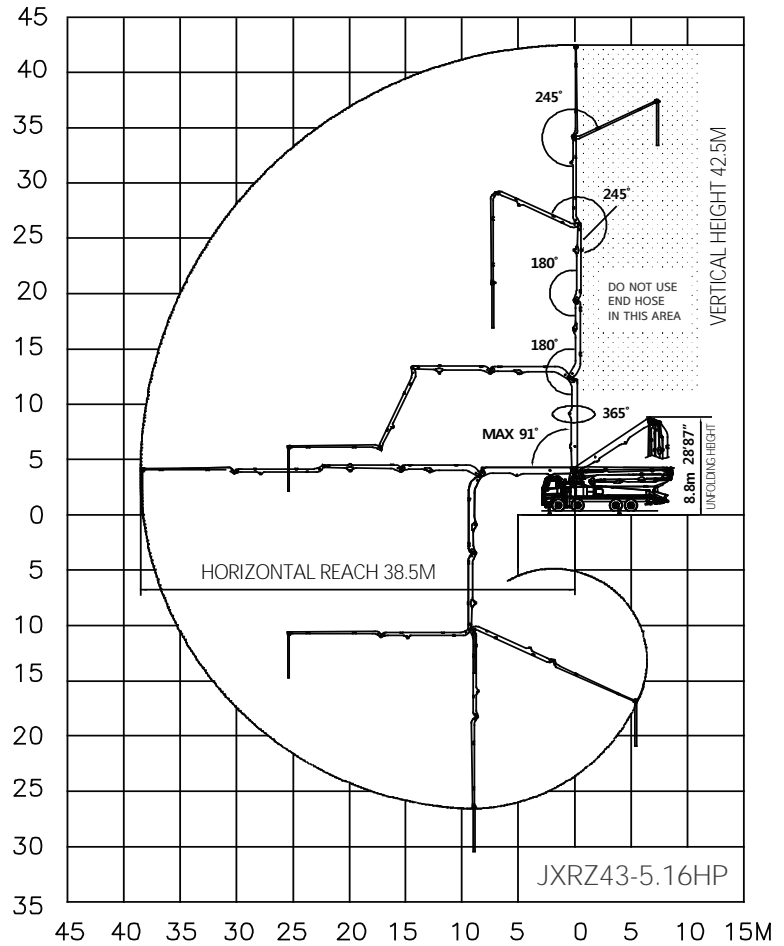 45
40
35
30
25
20
15
10
5
0
5
10
15
20
25
30
35
245°
245°
180°
180°
365°
MAX 91°
DO NOT USE
END HOSE
IN THIS AREA
VERTICAL HEIGHT 42.5M
8.8m 28'87"
UNFOLDING HEIGHT
HORIZONTAL REACH 38.5M
JXRZ43-5.16HP
45 40 35 30 25 20 15 10 5 0 5 10 15M